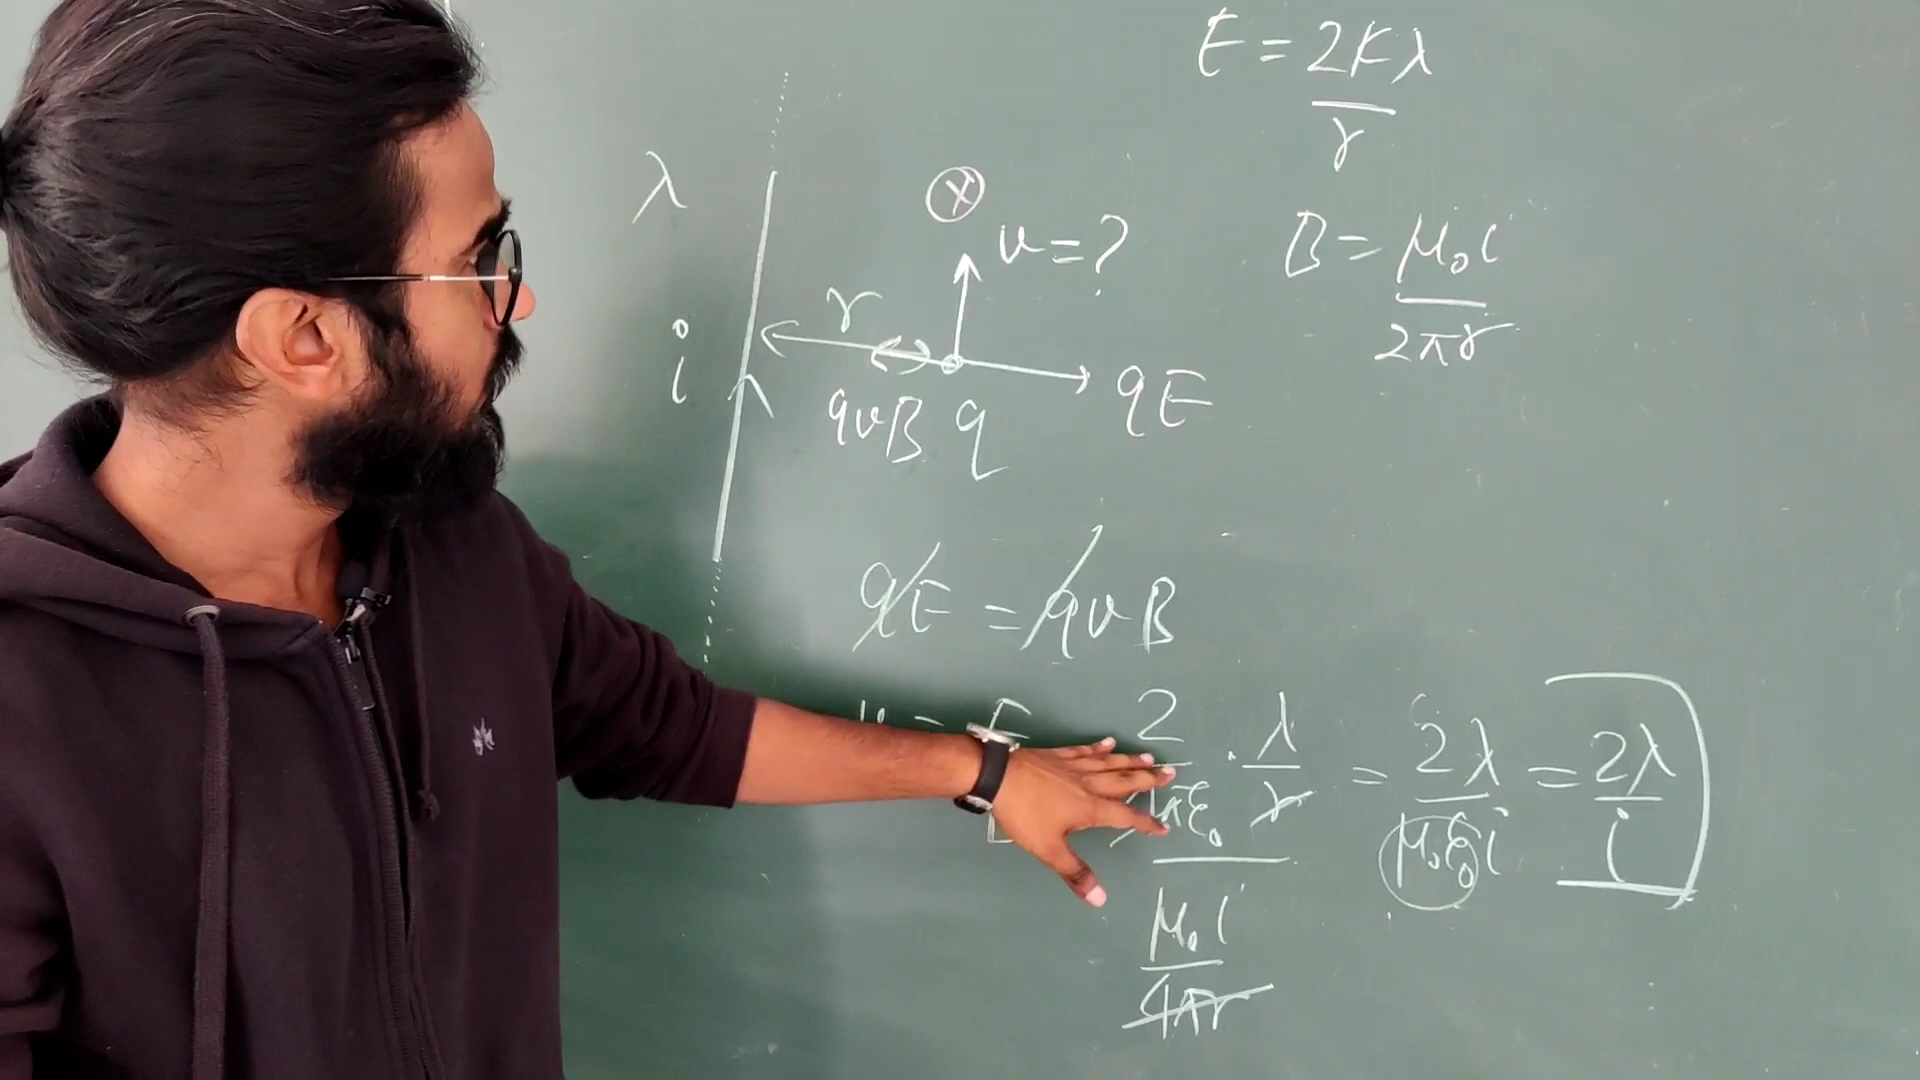 E = 2Kλ
r
λ
v = ?
B = μ₀i
2πr
r
i
qvB
q
qE
qE = qvB
v = E 2 . λ = 2λ = 2λ
4πε₀ r μ₀ε₀i i
μ₀i
4πr